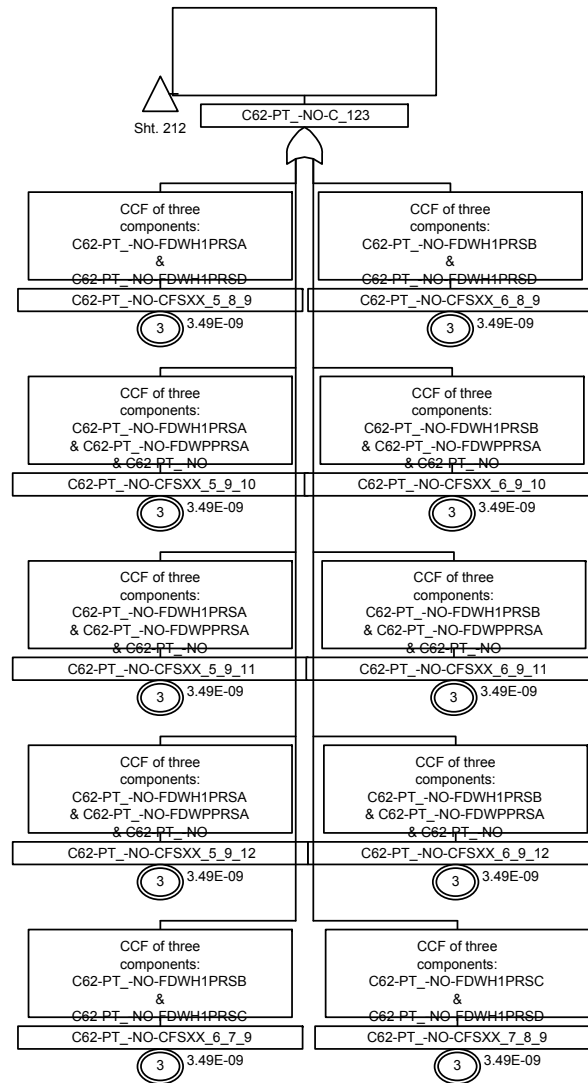 C62-PT_-NO-C_123
Sht. 212
CCF of three
components:
C62-PT_-NO-FDWH1PRSA
&
C62-PT_-NO-FDWH1PRSD
C62-PT_-NO-CFSXX_5_8_9
3
3.49E-09
CCF of three
components:
C62-PT_-NO-FDWH1PRSB
&
C62-PT_-NO-FDWH1PRSD
C62-PT_-NO-CFSXX_6_8_9
3
3.49E-09
CCF of three
components:
C62-PT_-NO-FDWH1PRSA
& C62-PT_-NO-FDWPPRSA
& C62-PT_-NO
C62-PT_-NO-CFSXX_5_9_10
3
3.49E-09
CCF of three
components:
C62-PT_-NO-FDWH1PRSB
& C62-PT_-NO-FDWPPRSA
& C62-PT_-NO
C62-PT_-NO-CFSXX_6_9_10
3
3.49E-09
CCF of three
components:
C62-PT_-NO-FDWH1PRSA
& C62-PT_-NO-FDWPPRSA
& C62-PT_-NO
C62-PT_-NO-CFSXX_5_9_11
3
3.49E-09
CCF of three
components:
C62-PT_-NO-FDWH1PRSB
& C62-PT_-NO-FDWPPRSA
& C62-PT_-NO
C62-PT_-NO-CFSXX_6_9_11
3
3.49E-09
CCF of three
components:
C62-PT_-NO-FDWH1PRSA
& C62-PT_-NO-FDWPPRSA
& C62-PT_-NO
C62-PT_-NO-CFSXX_5_9_12
3
3.49E-09
CCF of three
components:
C62-PT_-NO-FDWH1PRSB
& C62-PT_-NO-FDWPPRSA
& C62-PT_-NO
C62-PT_-NO-CFSXX_6_9_12
3
3.49E-09
CCF of three
components:
C62-PT_-NO-FDWH1PRSB
&
C62-PT_-NO-FDWH1PRSC
C62-PT_-NO-CFSXX_6_7_9
3
3.49E-09
CCF of three
components:
C62-PT_-NO-FDWH1PRSC
&
C62-PT_-NO-FDWH1PRSD
C62-PT_-NO-CFSXX_7_8_9
3
3.49E-09